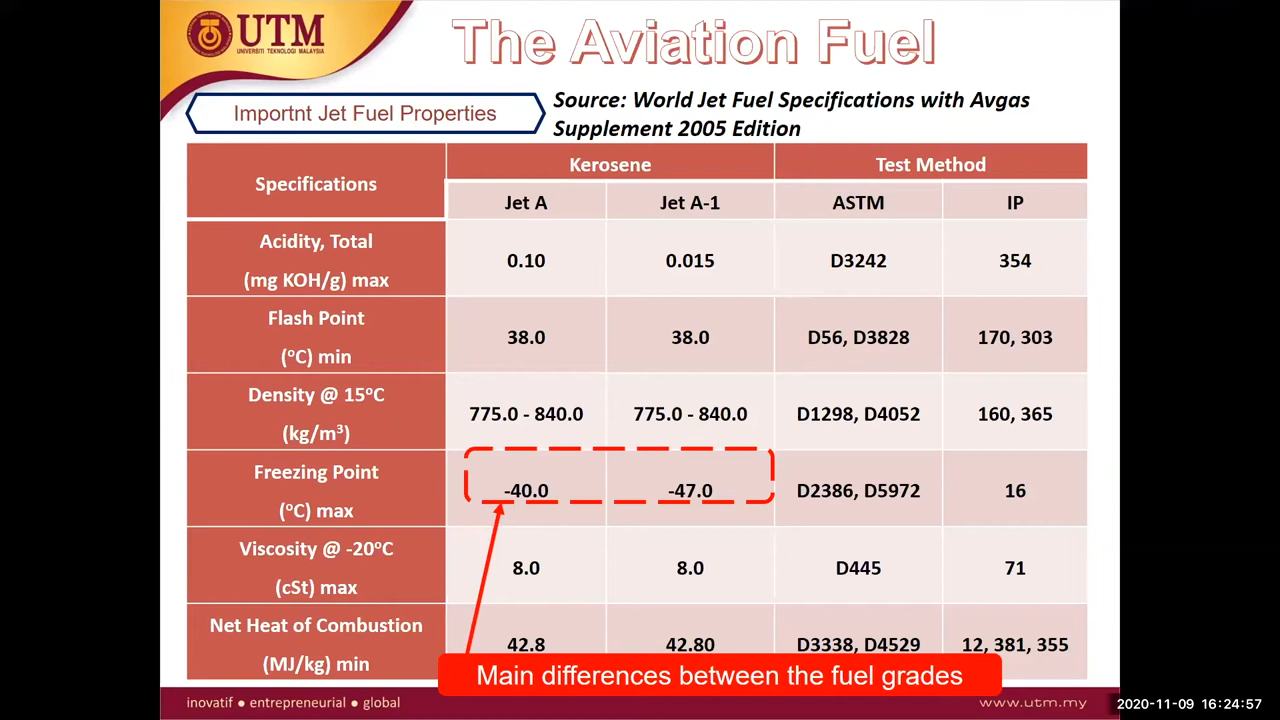 UTM
UNIVERSITI TEKNOLOGI MALAYSIA
The Aviation Fuel
Importnt Jet Fuel Properties
Source: World Jet Fuel Specifications with Avgas
Supplement 2005 Edition
Specifications
Kerosene
Test Method
Jet A
Jet A-1
ASTM
IP
Acidity, Total
(mg KOH/g) max
0.10
0.015
D3242
354
Flash Point
(°C) min
38.0
38.0
D56, D3828
170, 303
Density @ 15°C
(kg/m³)
775.0 - 840.0
775.0 - 840.0
D1298, D4052
160, 365
Freezing Point
(°C) max
-40.0
-47.0
D2386, D5972
16
Viscosity @ -20°C
(cSt) max
8.0
8.0
D445
71
Net Heat of Combustion
(MJ/kg) min
42.8
42.80
D3338, D4529
12, 381, 355
Main differences between the fuel grades
inovatif ● entrepreneurial ● global
www.utm.my
2020-11-09 16:24:57